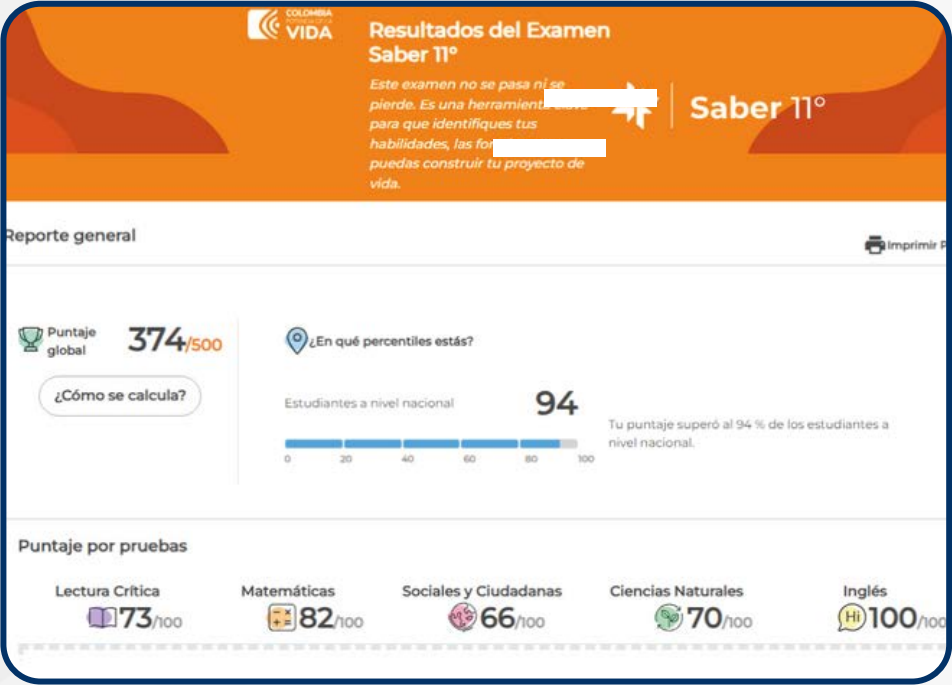 COLOMBIA
POTENCIA DE LA
VIDA
Resultados del Examen
Saber 11°
Este examen no se pasa ni se
pierde. Es una
para que identifiques tus
habilidades, las
puedas construir tu proyecto de
vida.
Saber 11°
Reporte general
Imprimir P
Puntaje
global
374/500
¿Cómo se calcula?
¿En qué percentiles estás?
Estudiantes a nivel nacional
94
0 20 40 60 80 100
Tu puntaje superó al 94 % de los estudiantes a
nivel nacional.
Puntaje por pruebas
Lectura Crítica
73/100
Matemáticas
82/100
Sociales y Ciudadanas
66/100
Ciencias Naturales
70/100
Inglés
Hi
100/100